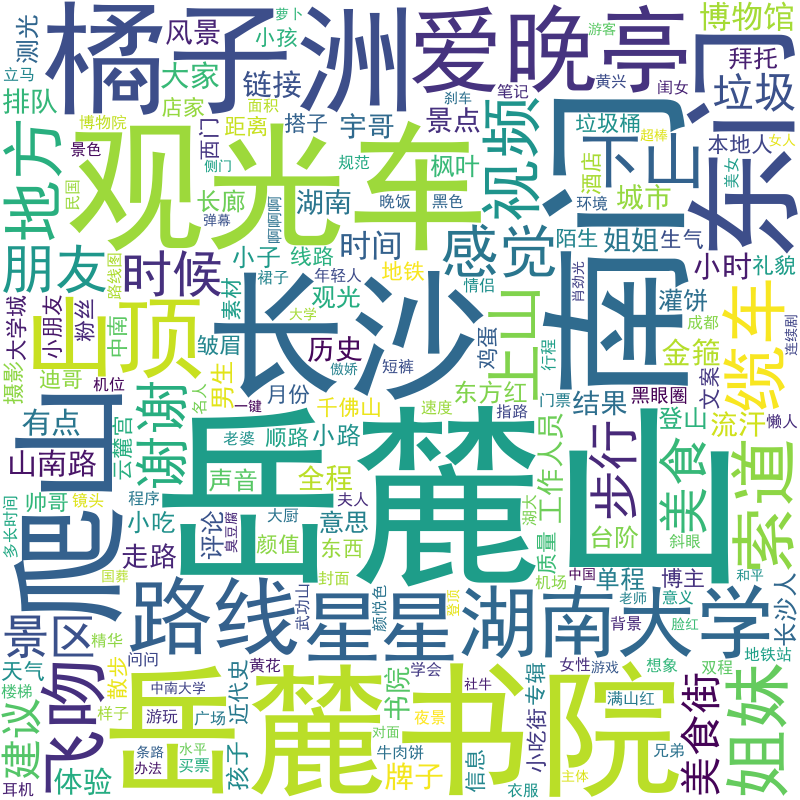 萝卜
游客
博物馆
测光
风景
小孩
橘子洲
爱晚亭
立马
大家
链接
黄兴
笔记
闺女
拜托
排队
店家
面积
刹车
垃圾
博物院
距离
搭子
宇哥
景点
垃圾桶
超棒
本地人
女人
地方
景色
西门
侧门
观光车
规范
视频
枫叶
酒店
美女
东门
民国
长廊
湖南
晚饭
黑色
城市
环境
弹幕
啊啊啊
朋友
时候
小子
线路
时间
感觉
陌生
姐姐
生气
路线图
裙子
年轻人
地铁
情侣
肖劲光
小时
礼貌
大学城
小朋友
粉丝
中南
素材
观光
长沙
南门
灌饼
大学
成都
连续剧
山顶
皱眉
历史
短裤
鸡蛋
上山
行程
金箍
缆车
摄影
迪哥
机位
男生
名人
一键
傲娇
月份
千佛山
速度
东方红
指路
门票
结果
黑眼圈
文案
登山
流汗
懒人
有点
谢谢
云麓宫
老婆
顺路
小路
岳麓山
步行
美食
索道
山南路
爬山
帅哥
镜头
声音
全程
工作人员
多长时间
程序
夫人
小吃
大厨
评论
意思
臭豆腐
湖大
台阶
斜眼
走路
颜值
东西
质量
国葬
封面
机场
中国
单程
和平
博主
长沙人
景区
路线
星星
武功山
颜悦色
登顶
湖南大学
老师
意义
背景
脸红
天气
精华
飞吻
散步
问问
黄花
学会
社牛
女性
游戏
想象
双程
地铁站
楼梯
建议
样子
中南大学
游玩
广场
近代史
岳麓书院
书院
对面
夜景
专辑
满山红
小吃街
美食街
姐妹
体验
耳机
条路
办法
水平
买票
孩子
牌子
牛肉饼
信息
衣服
主体
兄弟